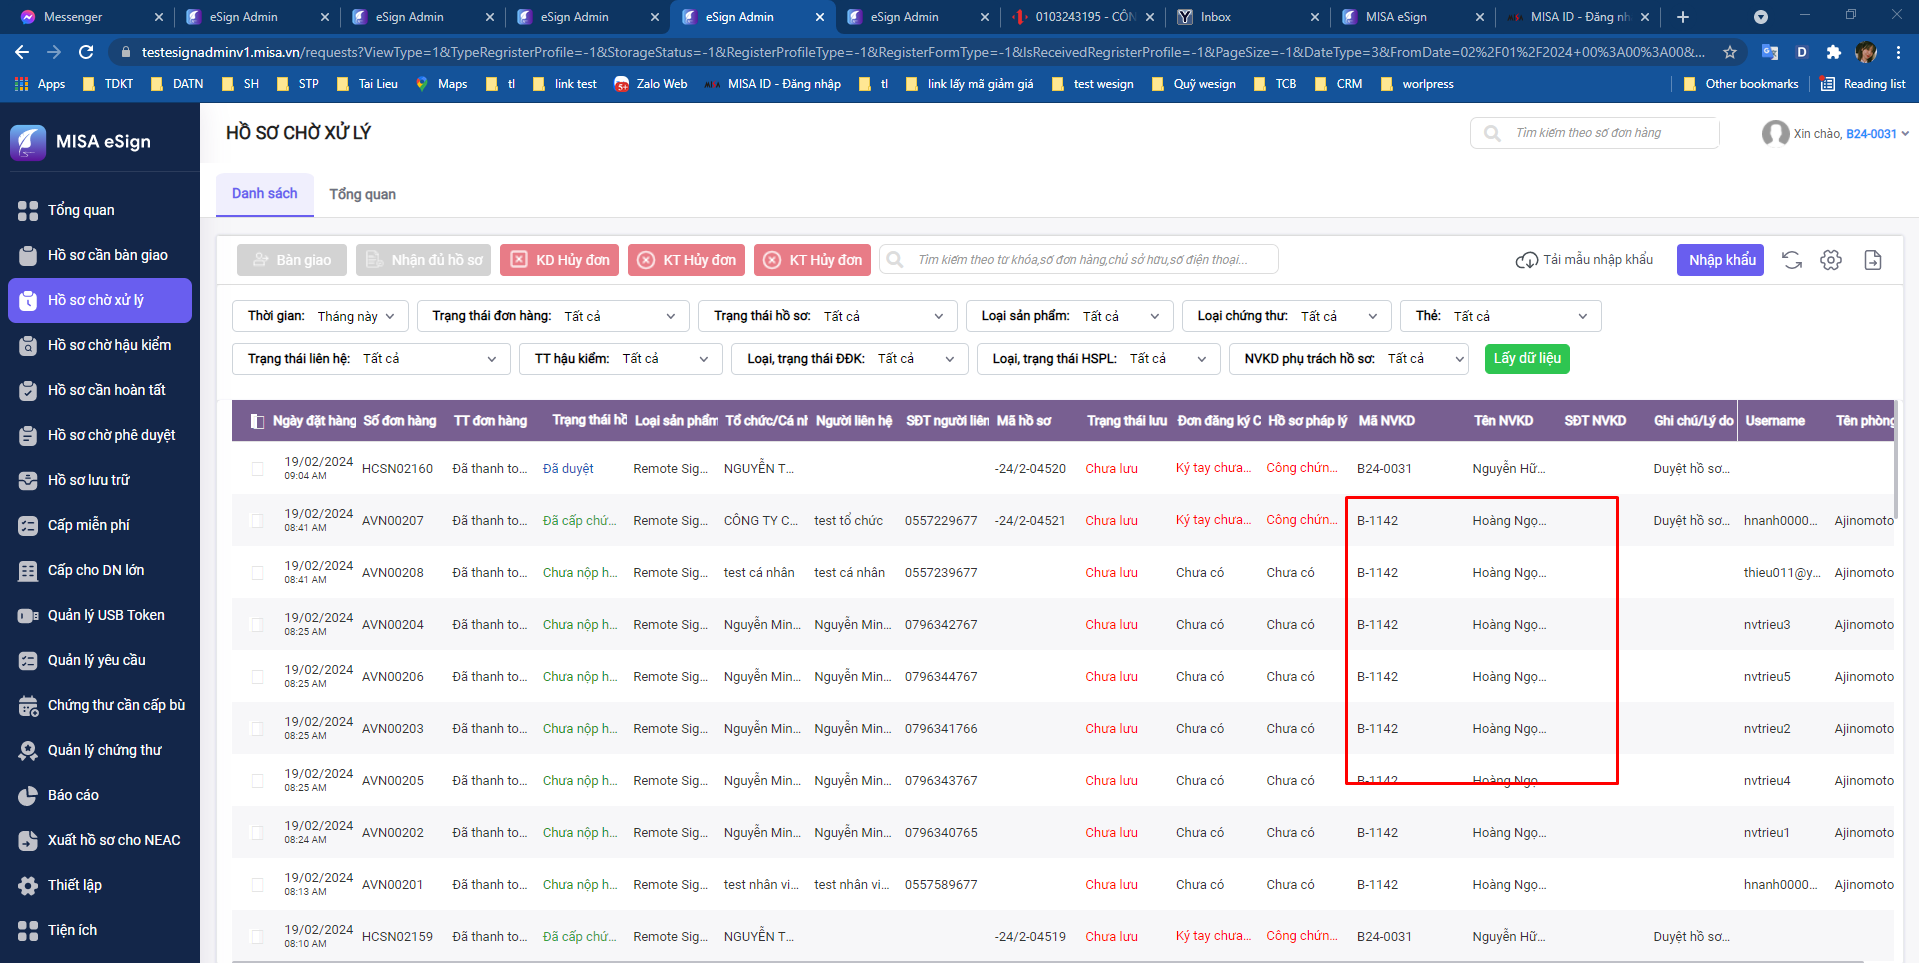 Messenger
eSign Admin
eSign Admin
eSign Admin
eSign Admin
eSign Admin
0103243195 - CÔN
Inbox
MISA eSign
MISA ID - Đăng nh
testesignadminv1.misa.vn/requests?ViewType=1&TypeRegristerProfile=-1&StorageStatus=-1&RegisterProfileType=-1&RegisterFormType=-1&IsReceivedRegristerProfile=-1&PageSize=-1&DateType=3&FromDate=02%2F01%2F2024+00%3A00%3A00&...
Apps TDKT DATN SH STP Tai Lieu Maps tl link test Zalo Web MISA ID - Đăng nhập tl link lấy mã giảm giá test wesign Quỹ wesign TCB CRM worlpress Other bookmarks Reading list
MISA eSign
HỒ SƠ CHỜ XỬ LÝ
Tìm kiếm theo số đơn hàng
Xin chào, B24-0031
Danh sách Tổng quan
Tổng quan
Hồ sơ cần bàn giao
Hồ sơ chờ xử lý
Hồ sơ chờ hậu kiểm
Hồ sơ cần hoàn tất
Hồ sơ chờ phê duyệt
Hồ sơ lưu trữ
Cấp miễn phí
Cấp cho DN lớn
Quản lý USB Token
Quản lý yêu cầu
Chứng thư cần cấp bù
Quản lý chứng thư
Báo cáo
Xuất hồ sơ cho NEAC
Thiết lập
Tiện ích
Bàn giao Nhận đủ hồ sơ KD Hủy đơn KT Hủy đơn KT Hủy đơn Tìm kiếm theo từ khóa,số đơn hàng,chủ sở hữu,số điện thoại... Tải mẫu nhập khẩu Nhập khẩu
Thời gian: Tháng này Trạng thái đơn hàng: Tất cả Trạng thái hồ sơ: Tất cả Loại sản phẩm: Tất cả Loại chứng thư: Tất cả Thẻ: Tất cả
Trạng thái liên hệ: Tất cả TT hậu kiểm: Tất cả Loại, trạng thái ĐĐK: Tất cả Loại, trạng thái HSPL: Tất cả NVKD phụ trách hồ sơ: Tất cả Lấy dữ liệu
Ngày đặt hàng Số đơn hàng TT đơn hàng Trạng thái hồ Loại sản phẩm Tổ chức/Cá nh Người liên hệ SĐT người liên Mã hồ sơ Trạng thái lưu Đơn đăng ký C Hồ sơ pháp lý Mã NVKD Tên NVKD SĐT NVKD Ghi chú/Lý do Username Tên phòng
19/02/2024 09:04 AM HCSN02160 Đã thanh to... Đã duyệt Remote Sig... NGUYỄN T... -24/2-04520 Chưa lưu Ký tay chưa... Công chứn... B24-0031 Nguyễn Hữ... Duyệt hồ sơ...
19/02/2024 08:41 AM AVN00207 Đã thanh to... Đã cấp chứ... Remote Sig... CÔNG TY C... test tổ chức 0557229677 -24/2-04521 Chưa lưu Ký tay chưa... Công chứn... B-1142 Hoàng Ngọ... Duyệt hồ sơ... hnanh0000... Ajinomoto
19/02/2024 08:41 AM AVN00208 Đã thanh to... Chưa nộp h... Remote Sig... test cá nhân test cá nhân 0557239677 Chưa lưu Chưa có Chưa có B-1142 Hoàng Ngọ... thieu011@y... Ajinomoto
19/02/2024 08:25 AM AVN00204 Đã thanh to... Chưa nộp h... Remote Sig... Nguyễn Min... Nguyễn Min... 0796342767 Chưa lưu Chưa có Chưa có B-1142 Hoàng Ngọ... nvtrieu3 Ajinomoto
19/02/2024 08:25 AM AVN00206 Đã thanh to... Chưa nộp h... Remote Sig... Nguyễn Min... Nguyễn Min... 0796344767 Chưa lưu Chưa có Chưa có B-1142 Hoàng Ngọ... nvtrieu5 Ajinomoto
19/02/2024 08:25 AM AVN00203 Đã thanh to... Chưa nộp h... Remote Sig... Nguyễn Min... Nguyễn Min... 0796341766 Chưa lưu Chưa có Chưa có B-1142 Hoàng Ngọ... nvtrieu2 Ajinomoto
19/02/2024 08:25 AM AVN00205 Đã thanh to... Chưa nộp h... Remote Sig... Nguyễn Min... Nguyễn Min... 0796343767 Chưa lưu Chưa có Chưa có B-1142 Hoàng Ngọ... nvtrieu4 Ajinomoto
19/02/2024 08:24 AM AVN00202 Đã thanh to... Chưa nộp h... Remote Sig... Nguyễn Min... Nguyễn Min... 0796340765 Chưa lưu Chưa có Chưa có B-1142 Hoàng Ngọ... nvtrieu1 Ajinomoto
19/02/2024 08:13 AM AVN00201 Đã thanh to... Chưa nộp h... Remote Sig... test nhân vi... test nhân vi... 0557589677 Chưa lưu Chưa có Chưa có B-1142 Hoàng Ngọ... hnanh0000... Ajinomoto
19/02/2024 08:10 AM HCSN02159 Đã thanh to... Đã cấp chứ... Remote Sig... NGUYỄN T... -24/2-04519 Chưa lưu Ký tay chưa... Công chứn... B24-0031 Nguyễn Hữ... Duyệt hồ sơ...